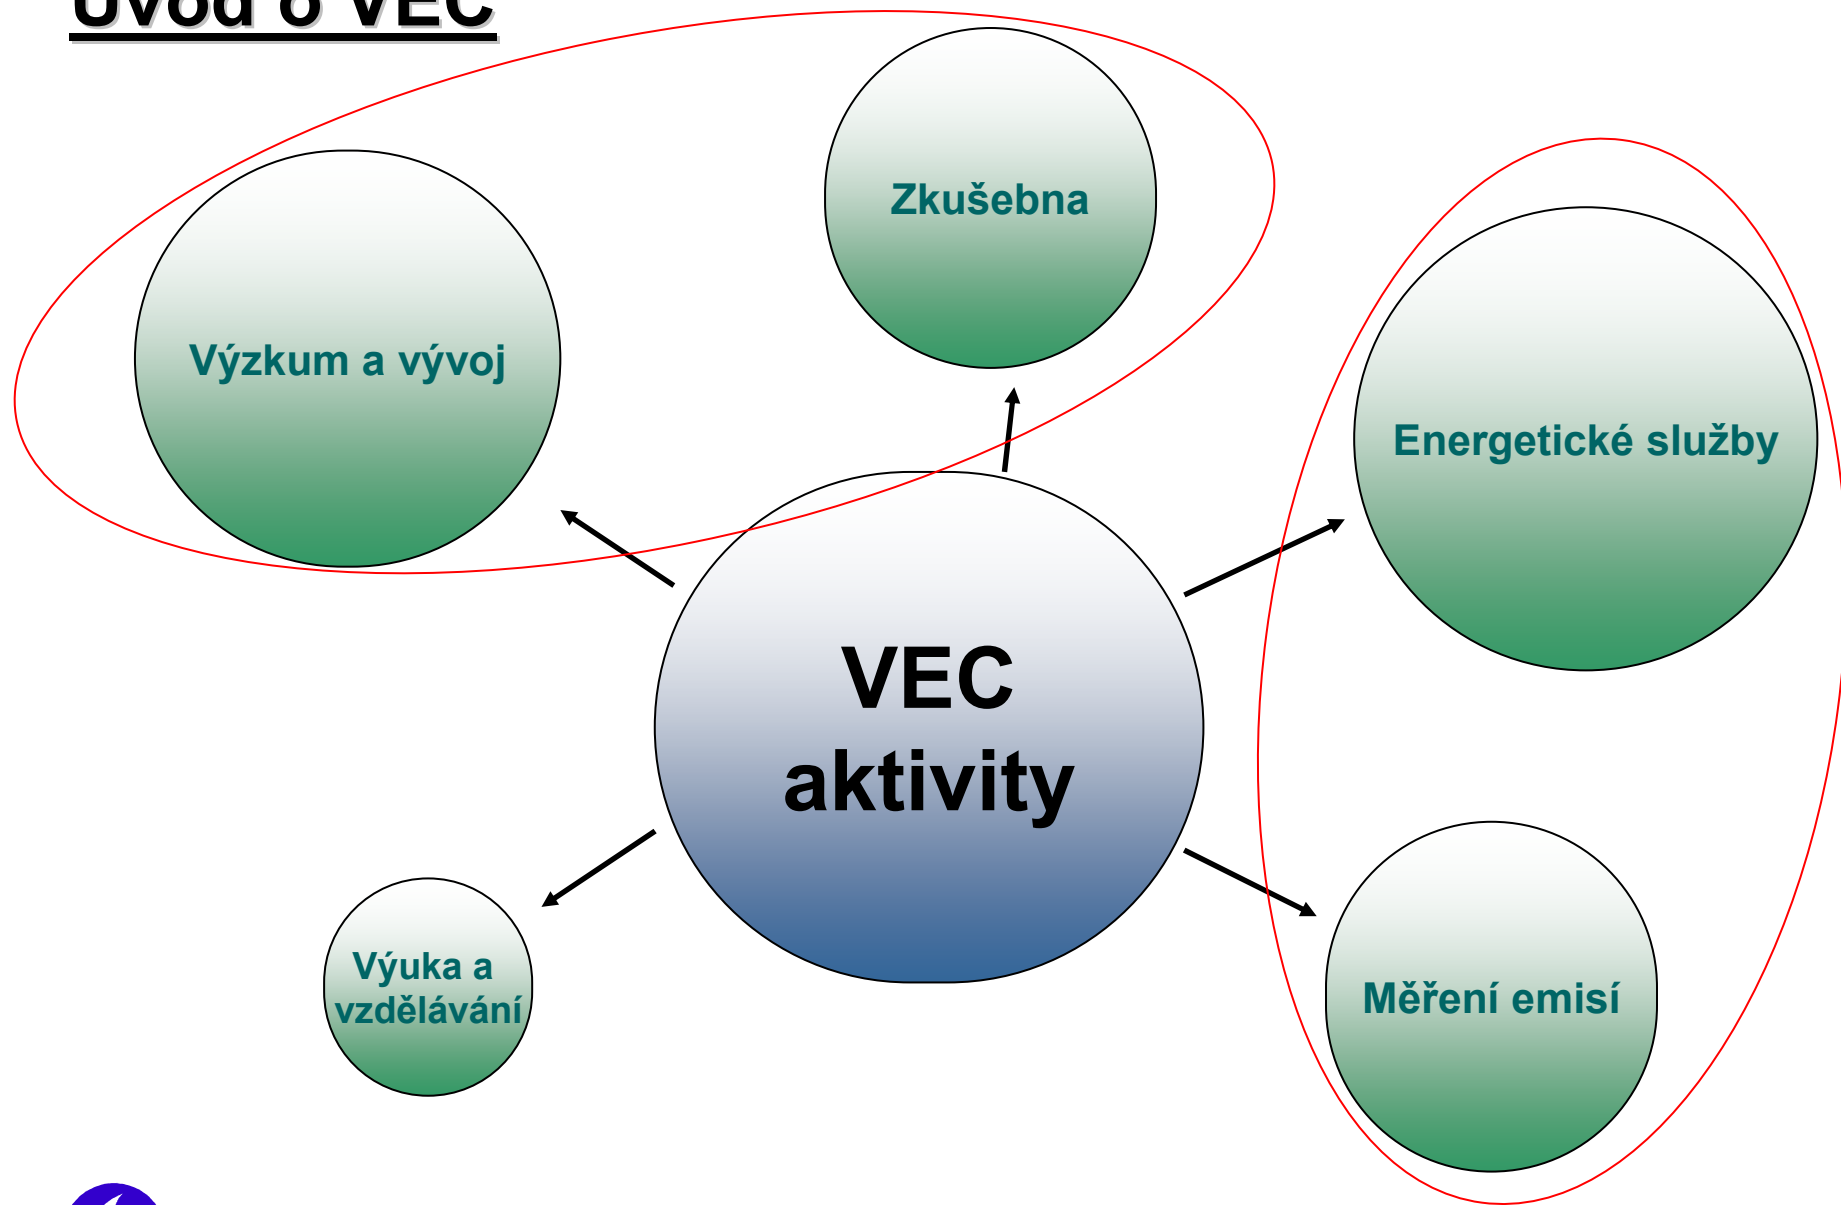 Úvod o VEC
Zkušebna
Výzkum a vývoj
Energetické služby
VEC
aktivity
Výuka a
vzdělávání
Měření emisí